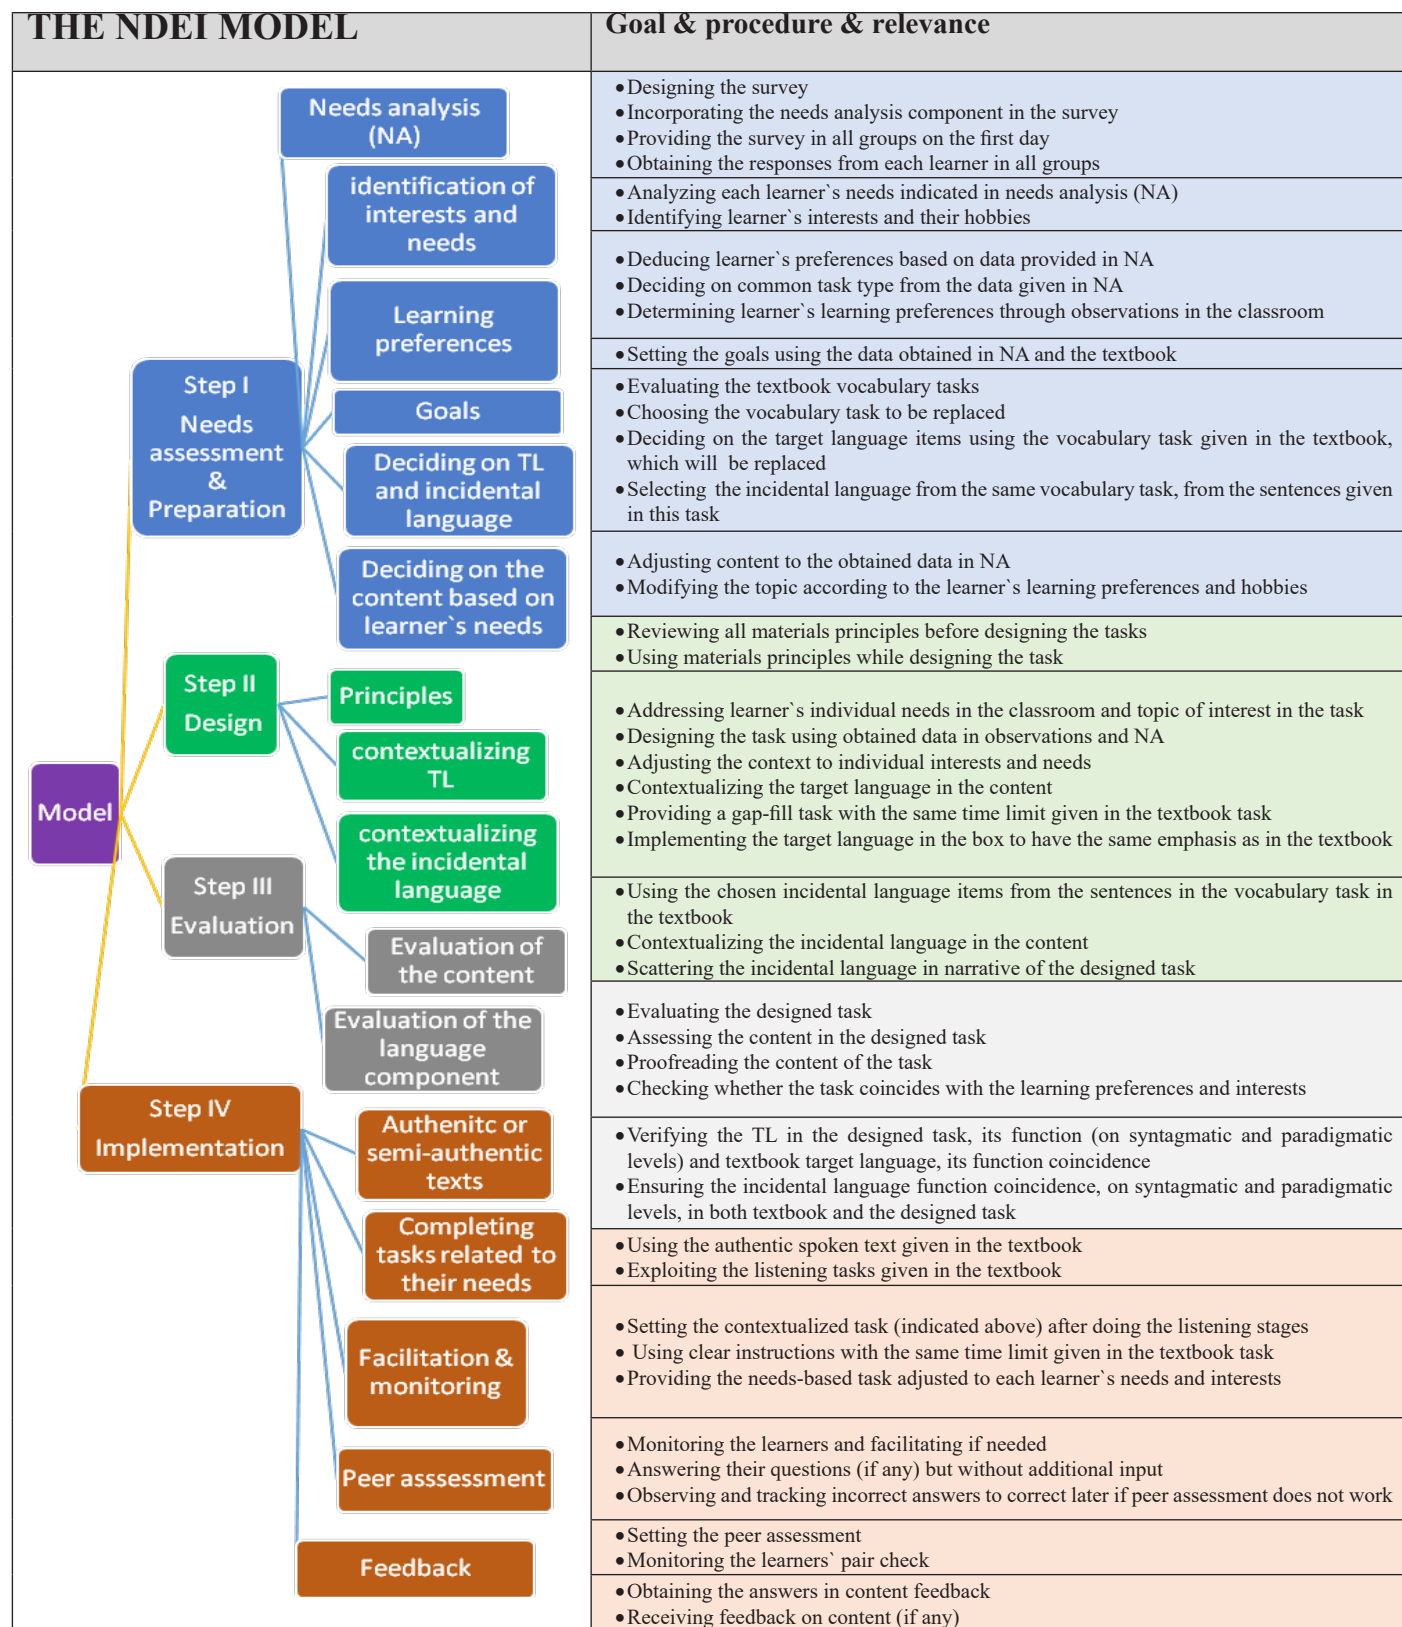 THE NDEI MODEL
Goal & procedure & relevance
Needs analysis
(NA)
identification of
interests and
needs
Learning
preferences
Goals
Deciding on TL
and incidental
language
Deciding on the
content based on
learner`s needs
Step I
Needs
assessment
&
Preparation
Step II
Design
Principles
contextualizing
TL
contextualizing
the incidental
language
Model
Step III
Evaluation
Evaluation of
the content
Evaluation of the
language
component
Step IV
Implementation
Authenitc or
semi-authentic
texts
Completing
tasks related to
their needs
Facilitation &
monitoring
Peer asssessment
Feedback
•Designing the survey
•Incorporating the needs analysis component in the survey
•Providing the survey in all groups on the first day
•Obtaining the responses from each learner in all groups
•Analyzing each learner`s needs indicated in needs analysis (NA)
•Identifying learner`s interests and their hobbies
•Deducing learner`s preferences based on data provided in NA
•Deciding on common task type from the data given in NA
•Determining learner`s learning preferences through observations in the classroom
•Setting the goals using the data obtained in NA and the textbook
•Evaluating the textbook vocabulary tasks
•Choosing the vocabulary task to be replaced
•Deciding on the target language items using the vocabulary task given in the textbook,
which will be replaced
•Selecting the incidental language from the same vocabulary task, from the sentences given
in this task
•Adjusting content to the obtained data in NA
•Modifying the topic according to the learner`s learning preferences and hobbies
•Reviewing all materials principles before designing the tasks
•Using materials principles while designing the task
•Addressing learner`s individual needs in the classroom and topic of interest in the task
•Designing the task using obtained data in observations and NA
•Adjusting the context to individual interests and needs
•Contextualizing the target language in the content
•Providing a gap-fill task with the same time limit given in the textbook task
•Implementing the target language in the box to have the same emphasis as in the textbook
•Using the chosen incidental language items from the sentences in the vocabulary task in
the textbook
•Contextualizing the incidental language in the content
•Scattering the incidental language in narrative of the designed task
•Evaluating the designed task
•Assessing the content in the designed task
•Proofreading the content of the task
•Checking whether the task coincides with the learning preferences and interests
•Verifying the TL in the designed task, its function (on syntagmatic and paradigmatic
levels) and textbook target language, its function coincidence
•Ensuring the incidental language function coincidence, on syntagmatic and paradigmatic
levels, in both textbook and the designed task
•Using the authentic spoken text given in the textbook
•Exploiting the listening tasks given in the textbook
•Setting the contextualized task (indicated above) after doing the listening stages
• Using clear instructions with the same time limit given in the textbook task
•Providing the needs-based task adjusted to each learner`s needs and interests
•Monitoring the learners and facilitating if needed
•Answering their questions (if any) but without additional input
•Observing and tracking incorrect answers to correct later if peer assessment does not work
•Setting the peer assessment
•Monitoring the learners` pair check
•Obtaining the answers in content feedback
•Receiving feedback on content (if any)